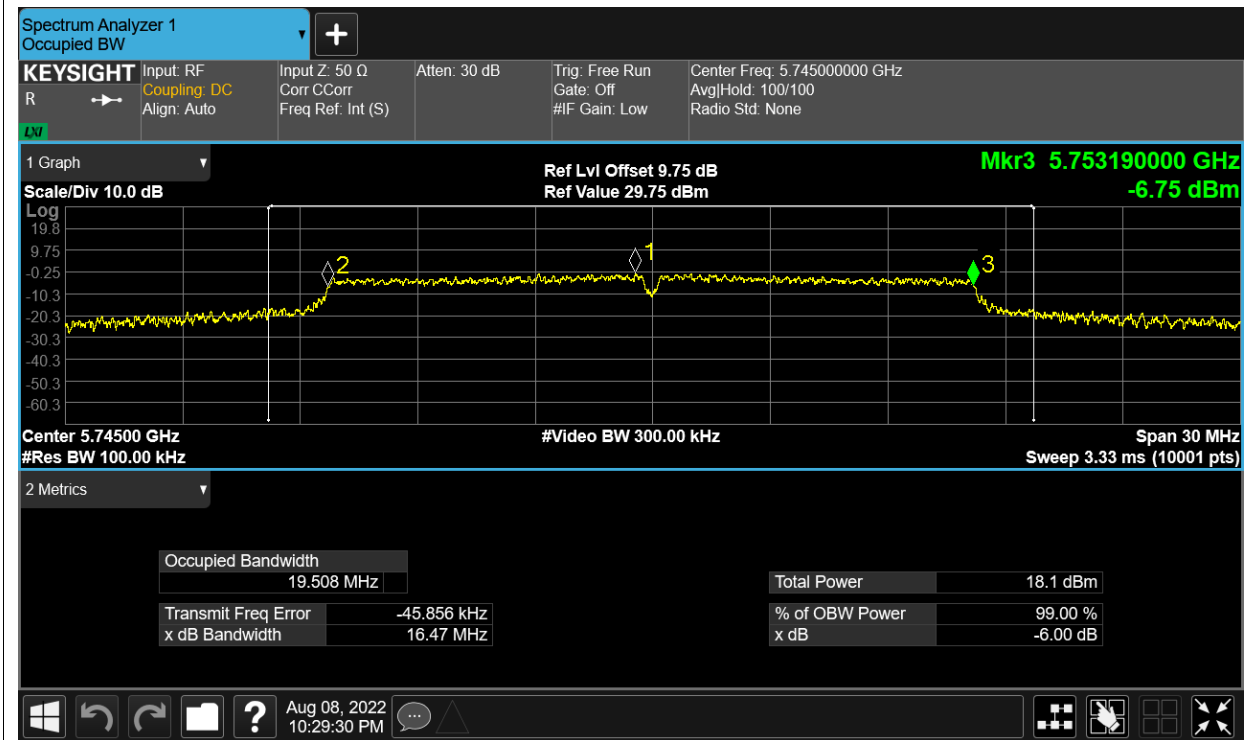 Spectrum Analyzer 1
Occupied BW
+
KEYSIGHT
R
LXI
Input: RF
Coupling: DC
Align: Auto
Input Z: 50 Ω
Corr CCorr
Freq Ref: Int (S)
Atten: 30 dB
Trig: Free Run
Gate: Off
#IF Gain: Low
Center Freq: 5.745000000 GHz
Avg|Hold: 100/100
Radio Std: None
1 Graph
Scale/Div 10.0 dB
Ref Lvl Offset 9.75 dB
Ref Value 29.75 dBm
Mkr3 5.753190000 GHz
-6.75 dBm
Log
19.8
9.75
-0.25
-10.3
-20.3
-30.3
-40.3
-50.3
-60.3
2
1
3
Center 5.74500 GHz
#Res BW 100.00 kHz
#Video BW 300.00 kHz
Span 30 MHz
Sweep 3.33 ms (10001 pts)
2 Metrics
Occupied Bandwidth
19.508 MHz
Transmit Freq Error -45.856 kHz
x dB Bandwidth 16.47 MHz
Total Power 18.1 dBm
% of OBW Power 99.00 %
x dB -6.00 dB
?
Aug 08, 2022
10:29:30 PM